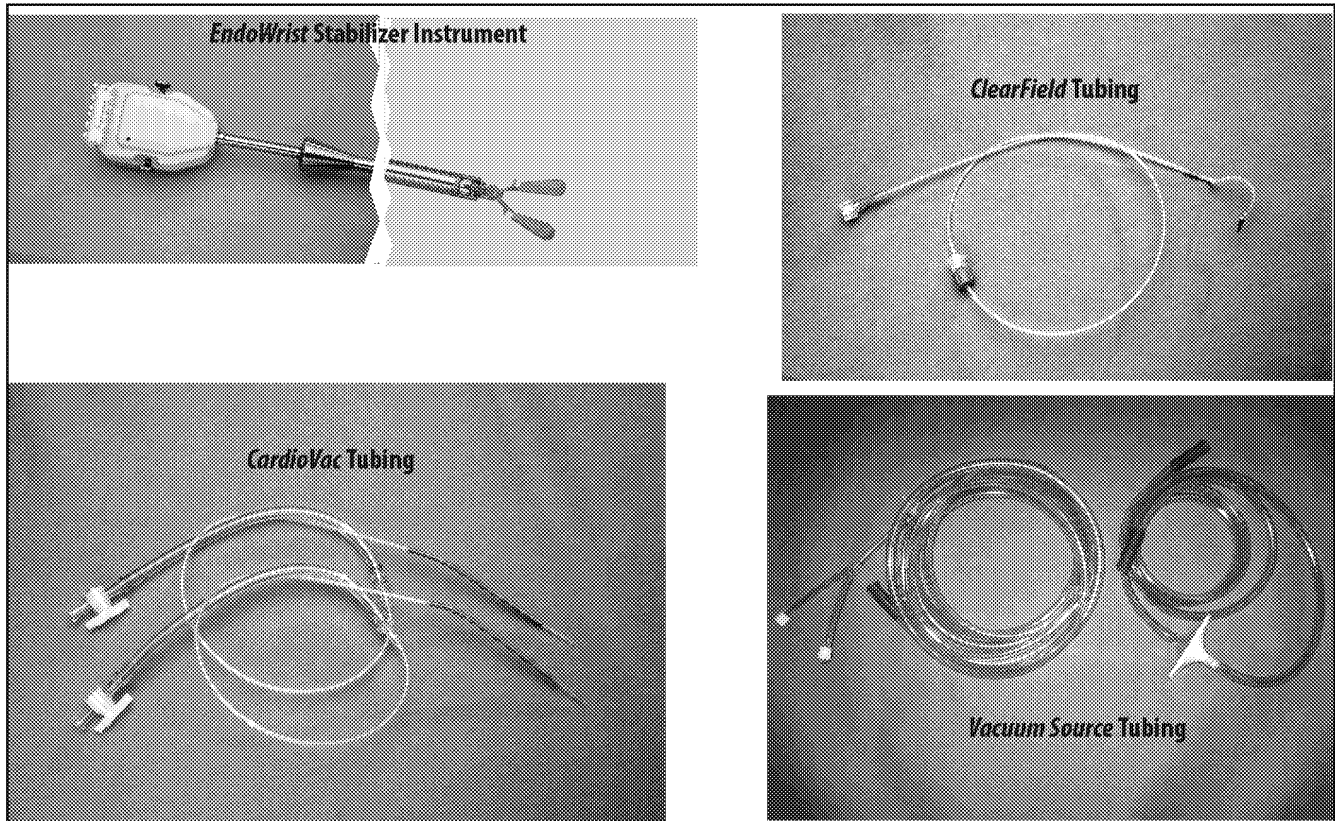 EndoWrist Stabilizer Instrument
ClearField Tubing
CardioVac Tubing
Vacuum Source Tubing